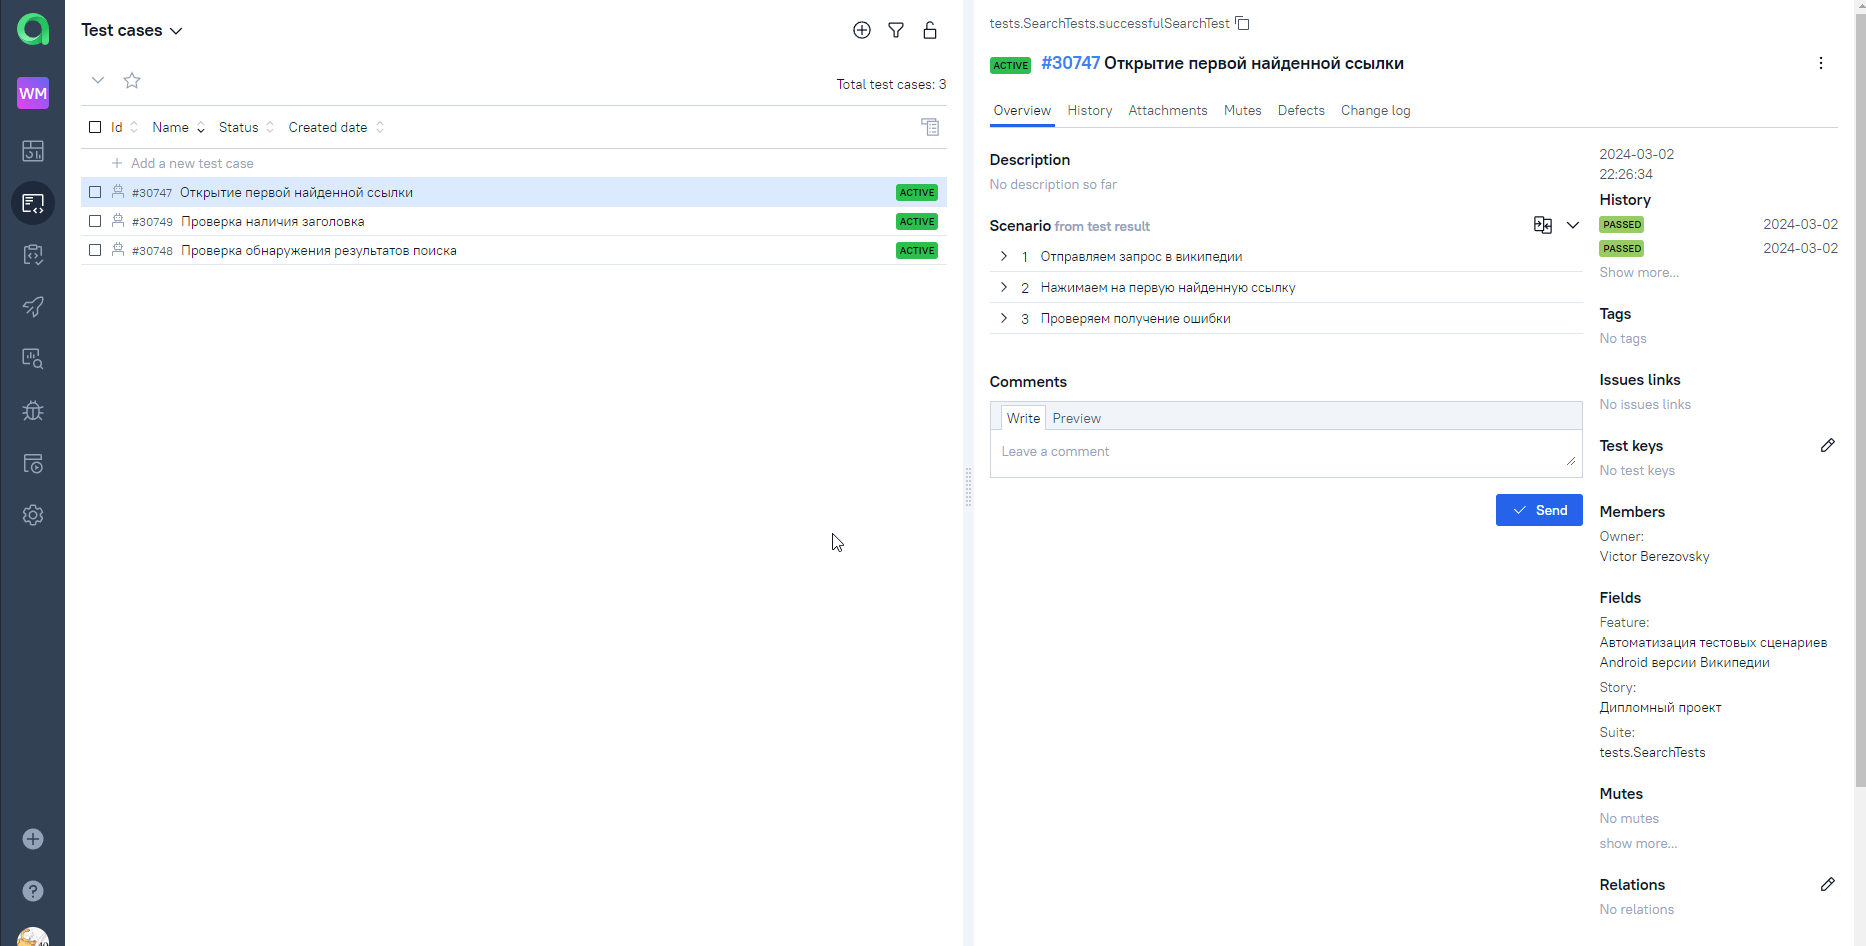 Test cases
WM
Total test cases: 3
Id Name Status Created date
Add a new test case
#30747 Открытие первой найденной ссылки ACTIVE
#30749 Проверка наличия заголовка ACTIVE
#30748 Проверка обнаружения результатов поиска ACTIVE
tests.SearchTests.successfulSearchTest
ACTIVE #30747 Открытие первой найденной ссылки
Overview History Attachments Mutes Defects Change log
Description
No description so far
Scenario from test result
1 Отправляем запрос в википедии
2 Нажимаем на первую найденную ссылку
3 Проверяем получение ошибки
Comments
Write Preview
Leave a comment
Send
2024-03-02
22:26:34
History
PASSED 2024-03-02
PASSED 2024-03-02
Show more...
Tags
No tags
Issues links
No issues links
Test keys
No test keys
Members
Owner:
Victor Berezovsky
Fields
Feature:
Автоматизация тестовых сценариев
Android версии Википедии
Story:
Дипломный проект
Suite:
tests.SearchTests
Mutes
No mutes
show more...
Relations
No relations